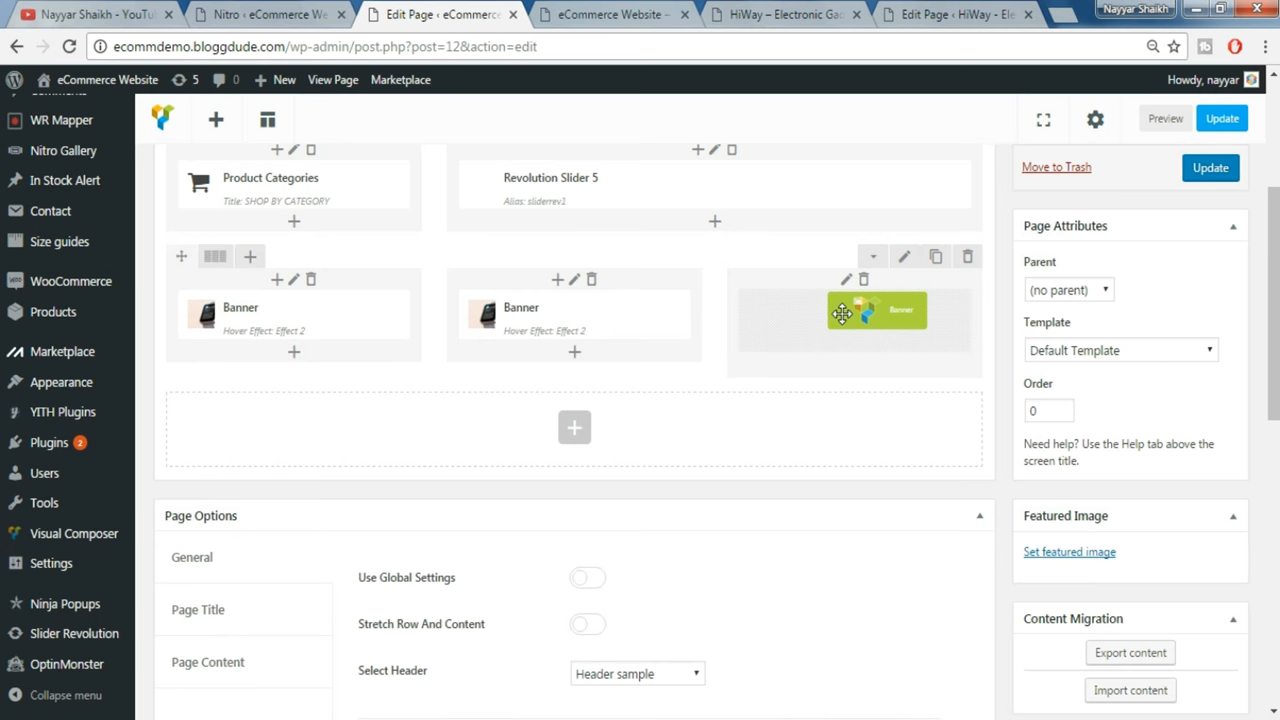 Nayyar Shaikh - YouTu
Nitro ‹ eCommerce We
Edit Page ‹ eCommerce
eCommerce Website –
HiWay – Electronic Gad
Edit Page ‹ HiWay - Ele
Nayyar Shaikh
ecommdemo.bloggdude.com/wp-admin/post.php?post=12&action=edit
eCommerce Website
5
0
New
View Page
Marketplace
Howdy, nayyar
Comments
WR Mapper
Nitro Gallery
In Stock Alert
Contact
Size guides
WooCommerce
Products
Marketplace
Appearance
YITH Plugins
Plugins 2
Users
Tools
Visual Composer
Settings
Ninja Popups
Slider Revolution
OptinMonster
Collapse menu
Preview
Update
Product Categories
Title: SHOP BY CATEGORY
Revolution Slider 5
Alias: sliderrev1
Banner
Hover Effect: Effect 2
Banner
Hover Effect: Effect 2
Banner
Page Options
General
Page Title
Page Content
Use Global Settings
Stretch Row And Content
Select Header
Header sample
Move to Trash
Update
Page Attributes
Parent
(no parent)
Template
Default Template
Order
0
Need help? Use the Help tab above the
screen title.
Featured Image
Set featured image
Content Migration
Export content
Import content